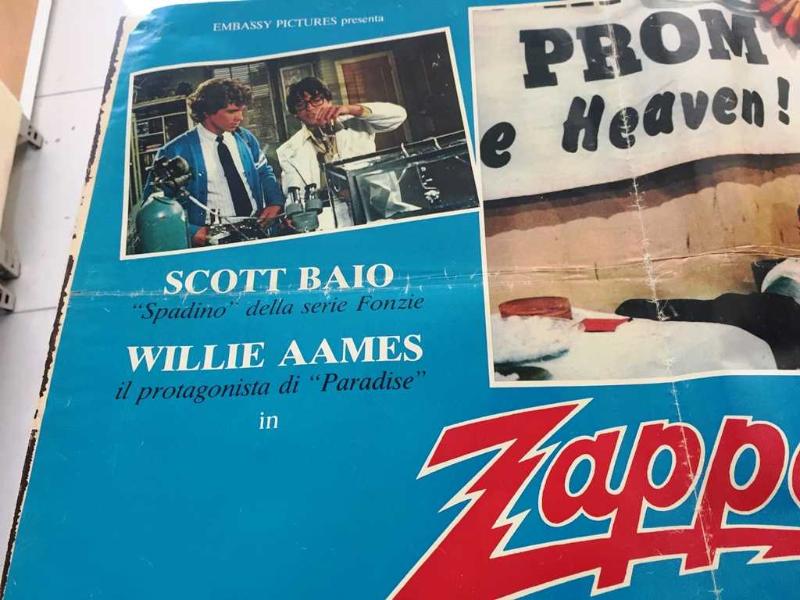 EMBASSY PICTURES presenta
PROM
e Heaven!
SCOTT BAIO
"Spadino" della serie Fonzie
WILLIE AAMES
il protagonista di "Paradise"
in
Zapp